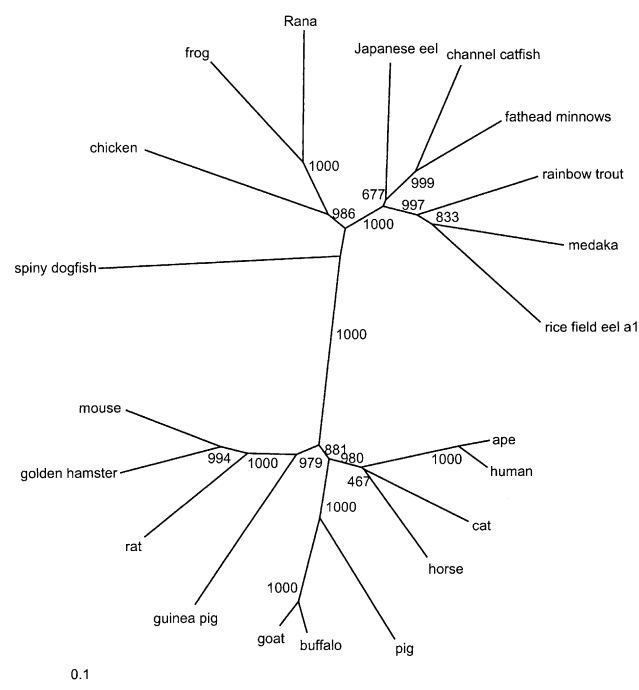 Rana
frog
Japanese eel
channel catfish
chicken
fathead minnows
1000
999
rainbow trout
677
997
986
833
1000
medaka
spiny dogfish
rice field eel a1
1000
mouse
ape
881
980
994
1000
979
1000
human
golden hamster
467
1000
cat
rat
horse
1000
guinea pig
goat
buffalo
pig
0.1